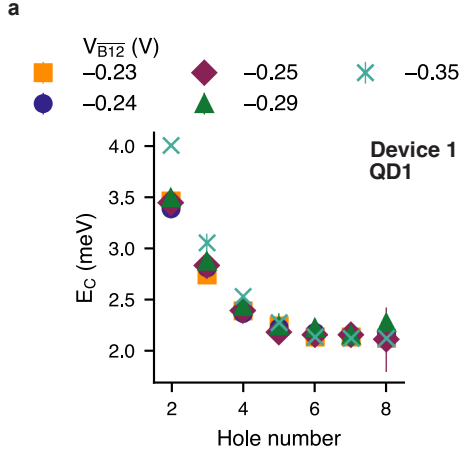 a
V_B12 (V)
−0.23 −0.25 −0.35
−0.24 −0.29
Device 1
QD1
4.0
3.5
3.0
2.5
2.0
E_C (meV)
2 4 6 8
Hole number